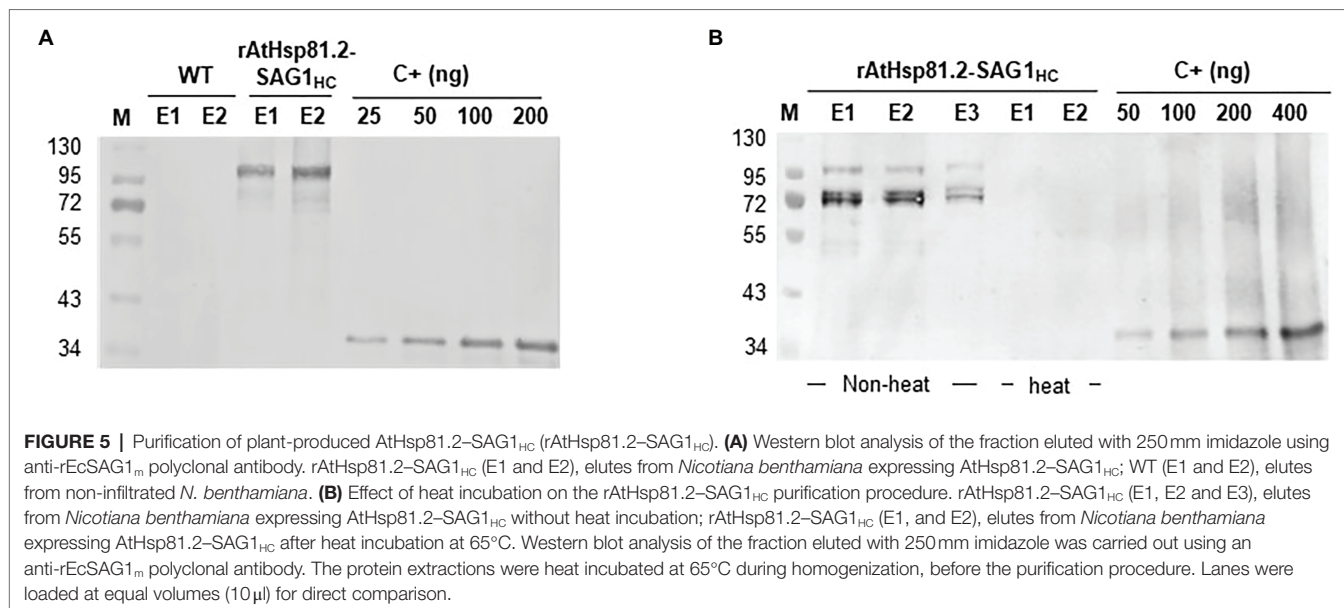 A
WT
rAtHsp81.2-
SAG1HC
C+ (ng)
M E1 E2 E1 E2 25 50 100 200
130
95
72
55
43
34
B
rAtHsp81.2-SAG1HC
C+ (ng)
M E1 E2 E3 E1 E2 50 100 200 400
130
95
72
55
43
34
— Non-heat — – heat –
FIGURE 5 | Purification of plant-produced AtHsp81.2–SAG1HC (rAtHsp81.2–SAG1HC). (A) Western blot analysis of the fraction eluted with 250mm imidazole using
anti-rEcSAG1m polyclonal antibody. rAtHsp81.2–SAG1HC (E1 and E2), elutes from Nicotiana benthamiana expressing AtHsp81.2–SAG1HC; WT (E1 and E2), elutes
from non-infiltrated N. benthamiana. (B) Effect of heat incubation on the rAtHsp81.2–SAG1HC purification procedure. rAtHsp81.2–SAG1HC (E1, E2 and E3), elutes
from Nicotiana benthamiana expressing AtHsp81.2–SAG1HC without heat incubation; rAtHsp81.2–SAG1HC (E1, and E2), elutes from Nicotiana benthamiana
expressing AtHsp81.2–SAG1HC after heat incubation at 65°C. Western blot analysis of the fraction eluted with 250mm imidazole was carried out using an
anti-rEcSAG1m polyclonal antibody. The protein extractions were heat incubated at 65°C during homogenization, before the purification procedure. Lanes were
loaded at equal volumes (10μl) for direct comparison.